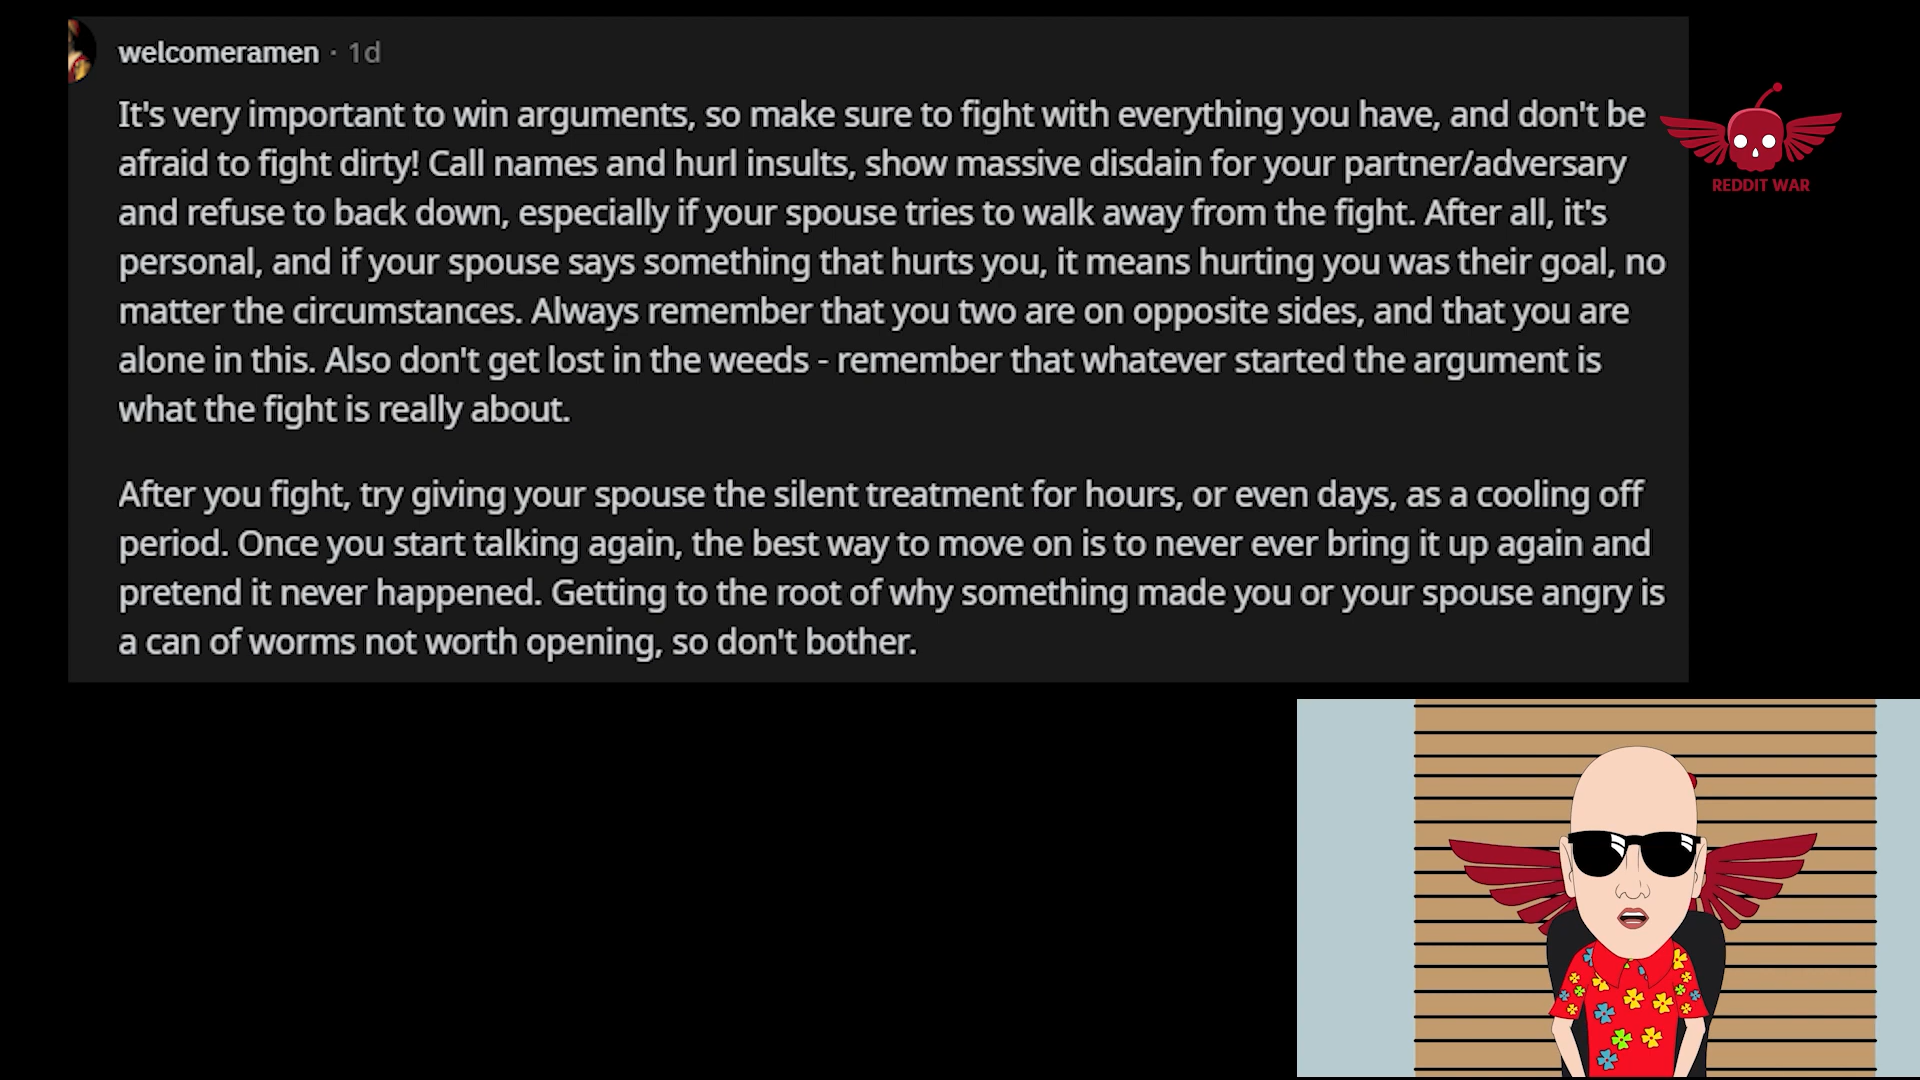 welcomeramen · 1d
It's very important to win arguments, so make sure to fight with everything you have, and don't be
afraid to fight dirty! Call names and hurl insults, show massive disdain for your partner/adversary
and refuse to back down, especially if your spouse tries to walk away from the fight. After all, it's
personal, and if your spouse says something that hurts you, it means hurting you was their goal, no
matter the circumstances. Always remember that you two are on opposite sides, and that you are
alone in this. Also don't get lost in the weeds - remember that whatever started the argument is
what the fight is really about.
After you fight, try giving your spouse the silent treatment for hours, or even days, as a cooling off
period. Once you start talking again, the best way to move on is to never ever bring it up again and
pretend it never happened. Getting to the root of why something made you or your spouse angry is
a can of worms not worth opening, so don't bother.
REDDIT WAR